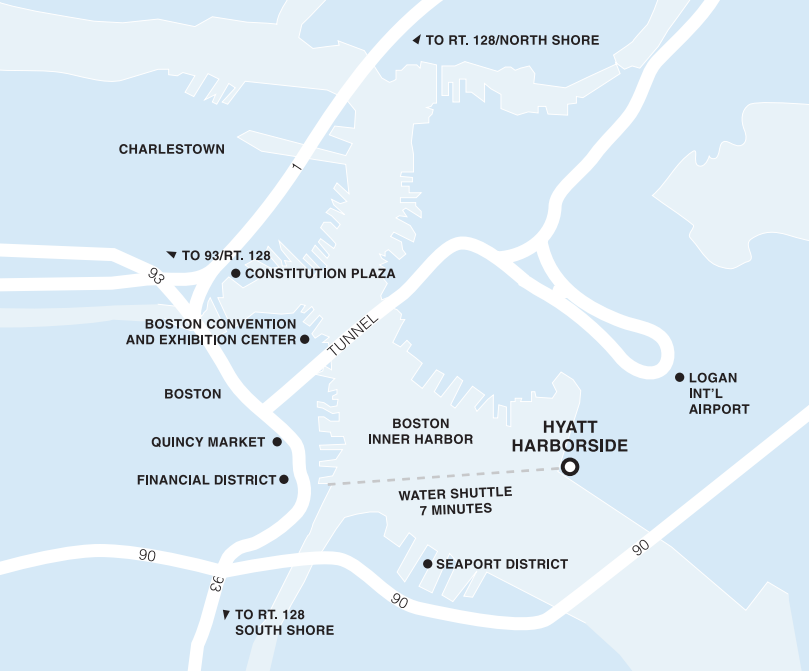 TO RT. 128/NORTH SHORE
CHARLESTOWN
1
TO 93/RT. 128
93
CONSTITUTION PLAZA
BOSTON CONVENTION
AND EXHIBITION CENTER
TUNNEL
LOGAN
INT'L
AIRPORT
BOSTON
BOSTON
INNER HARBOR
HYATT
HARBORSIDE
QUINCY MARKET
FINANCIAL DISTRICT
WATER SHUTTLE
7 MINUTES
90
90
SEAPORT DISTRICT
93
90
TO RT. 128
SOUTH SHORE